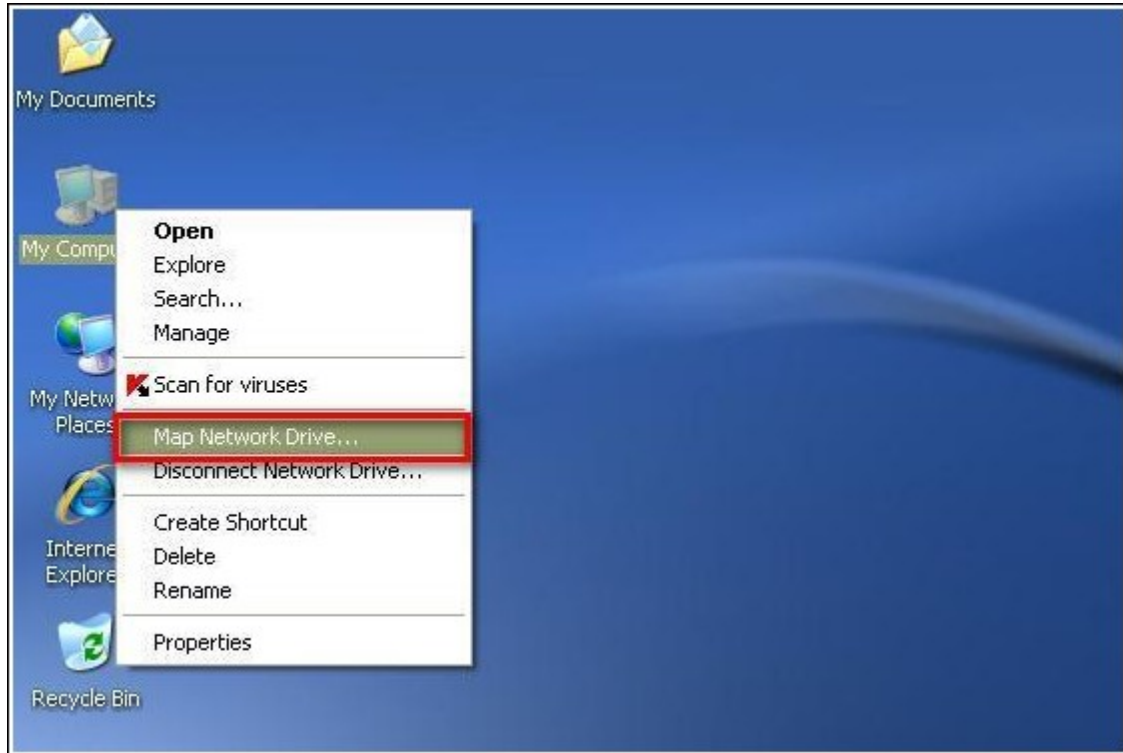 My Documents
My Compu
Open
Explore
Search...
Manage
Scan for viruses
My Netw
Places
Map Network Drive...
Disconnect Network Drive...
Create Shortcut
Interne
Explore
Delete
Rename
Properties
Recycle Bin